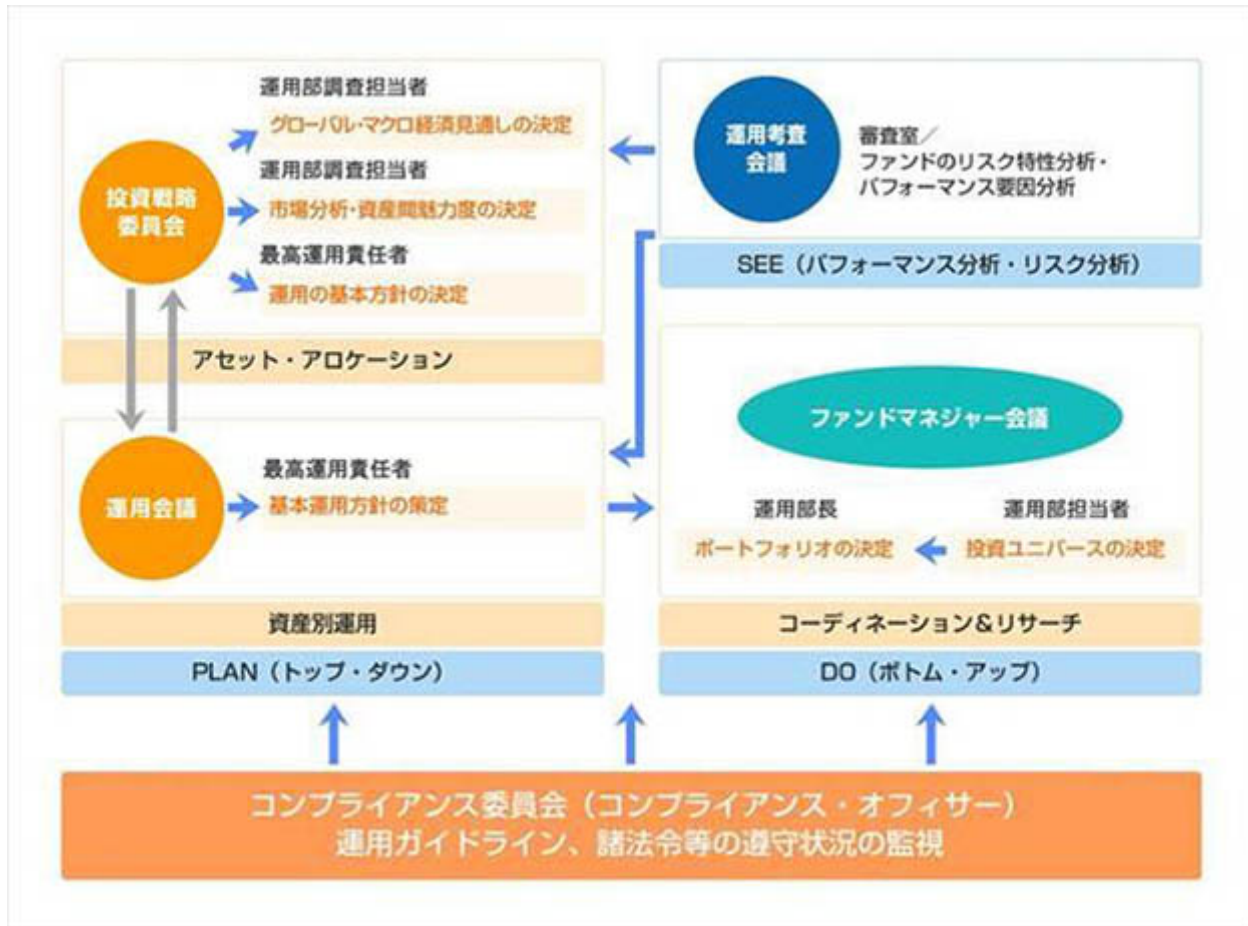 運用部調査担当者
グローバル・マクロ経済見通しの決定
投資戦略
委員会
運用部調査担当者
市場分析・資産間魅力度の決定
最高運用責任者
運用の基本方針の決定
アセット・アロケーション
運用考査
会議
審査室/
ファンドのリスク特性分析・
パフォーマンス要因分析
SEE(パフォーマンス分析・リスク分析)
運用会議
最高運用責任者
基本運用方針の策定
資産別運用
PLAN(トップ・ダウン)
ファンドマネジャー会議
運用部長
ポートフォリオの決定
運用部担当者
投資ユニバースの決定
コーディネーション&リサーチ
DO(ボトム・アップ)
コンプライアンス委員会(コンプライアンス・オフィサー)
運用ガイドライン、諸法令等の遵守状況の監視